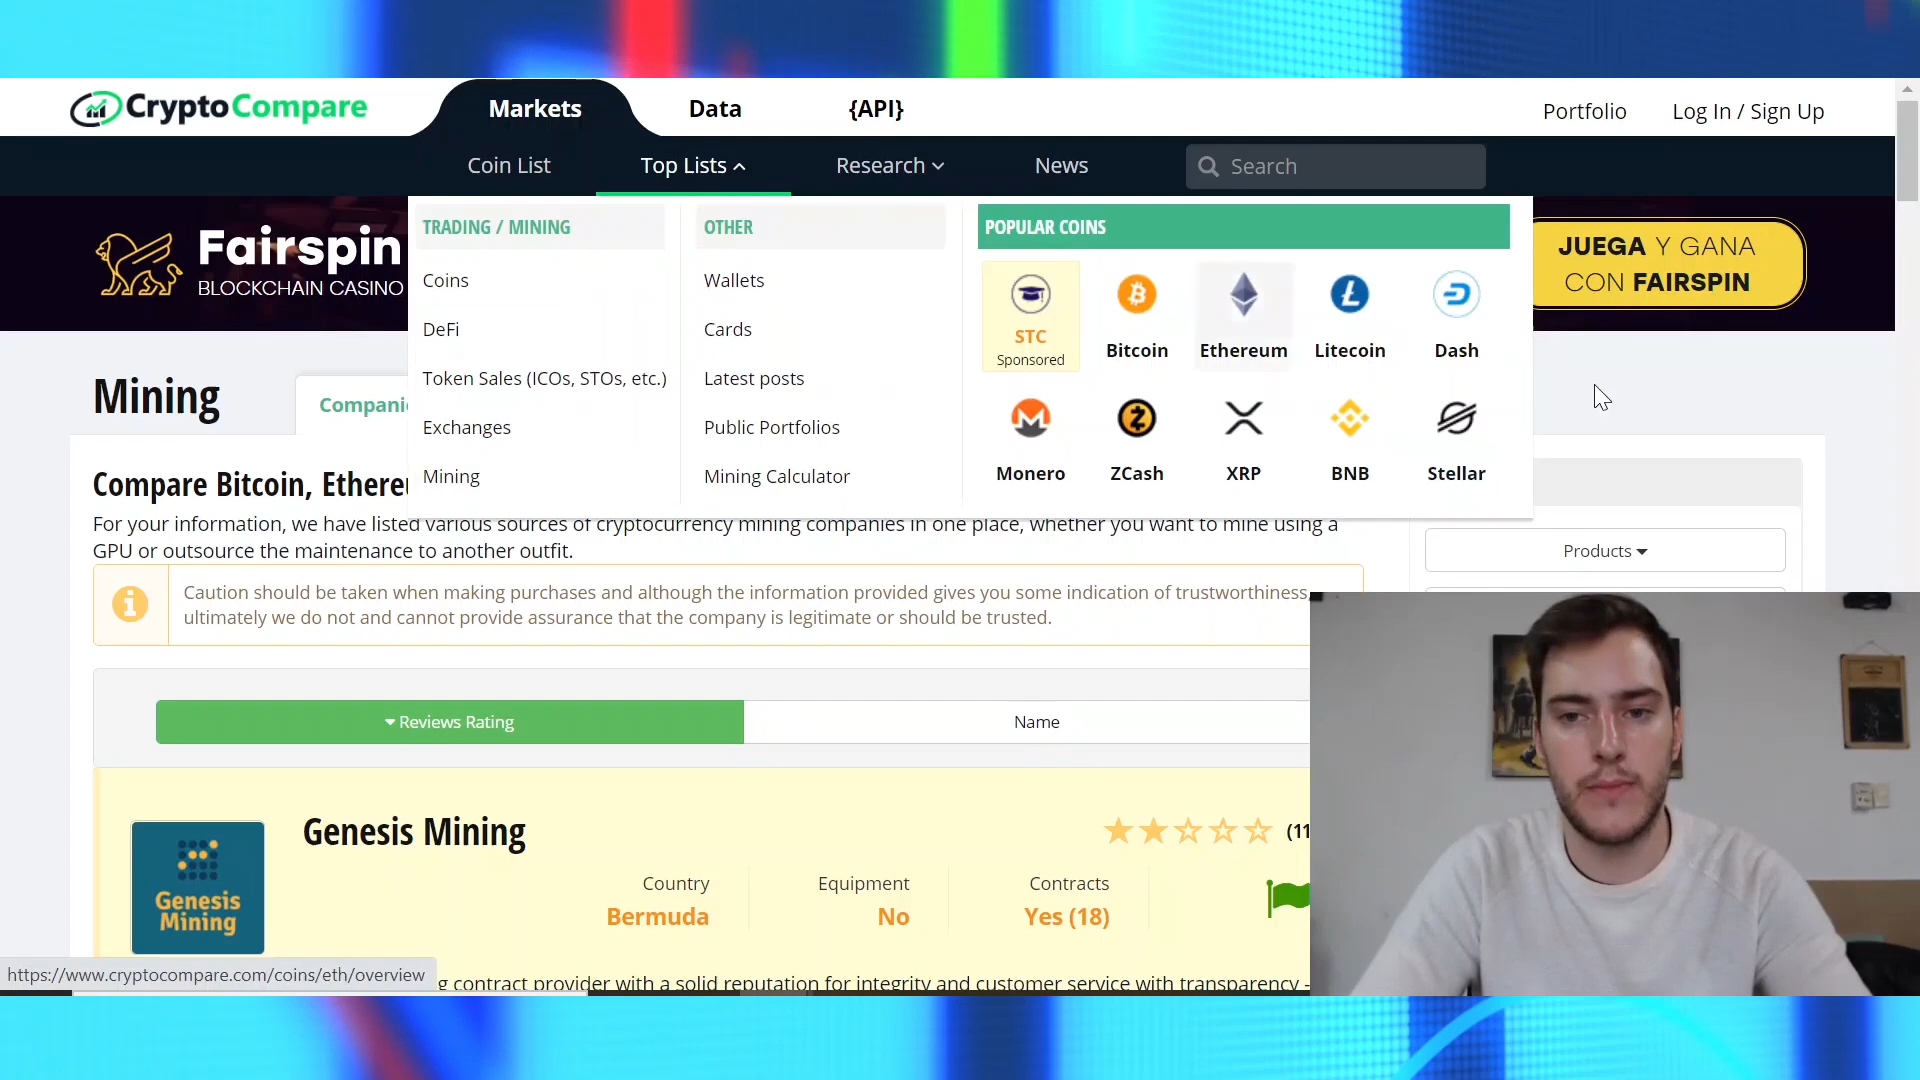 CryptoCompare
Markets
Data
{API}
Portfolio
Log In / Sign Up
Coin List
Top Lists
Research
News
Search
Fairspin
BLOCKCHAIN CASINO
TRADING / MINING
Coins
DeFi
Token Sales (ICOs, STOs, etc.)
Exchanges
Mining
OTHER
Wallets
Cards
Latest posts
Public Portfolios
Mining Calculator
POPULAR COINS
STC
Sponsored
Bitcoin
Ethereum
Litecoin
Dash
Monero
ZCash
XRP
BNB
Stellar
JUEGA Y GANA
CON FAIRSPIN
Mining
Compani
Compare Bitcoin, Ethere
For your information, we have listed various sources of cryptocurrency mining companies in one place, whether you want to mine using a
GPU or outsource the maintenance to another outfit.
Products
Caution should be taken when making purchases and although the information provided gives you some indication of trustworthiness,
ultimately we do not and cannot provide assurance that the company is legitimate or should be trusted.
Reviews Rating
Name
Genesis Mining
Genesis
Mining
(11
Country
Bermuda
Equipment
No
Contracts
Yes (18)
https://www.cryptocompare.com/coins/eth/overview
g contract provider with a solid reputation for integrity and customer service with transparency -